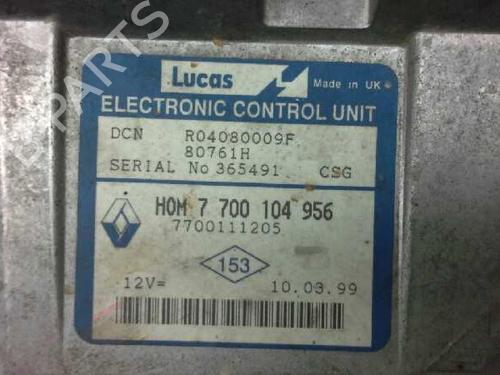 Lucas
Made in UK
ELECTRONIC CONTROL UNIT
DCN R04080009F
80761H
SERIAL No 365491 CSG
HOM 7 700 104 956
7700111205
153
12V= 10.03.99
PARTS